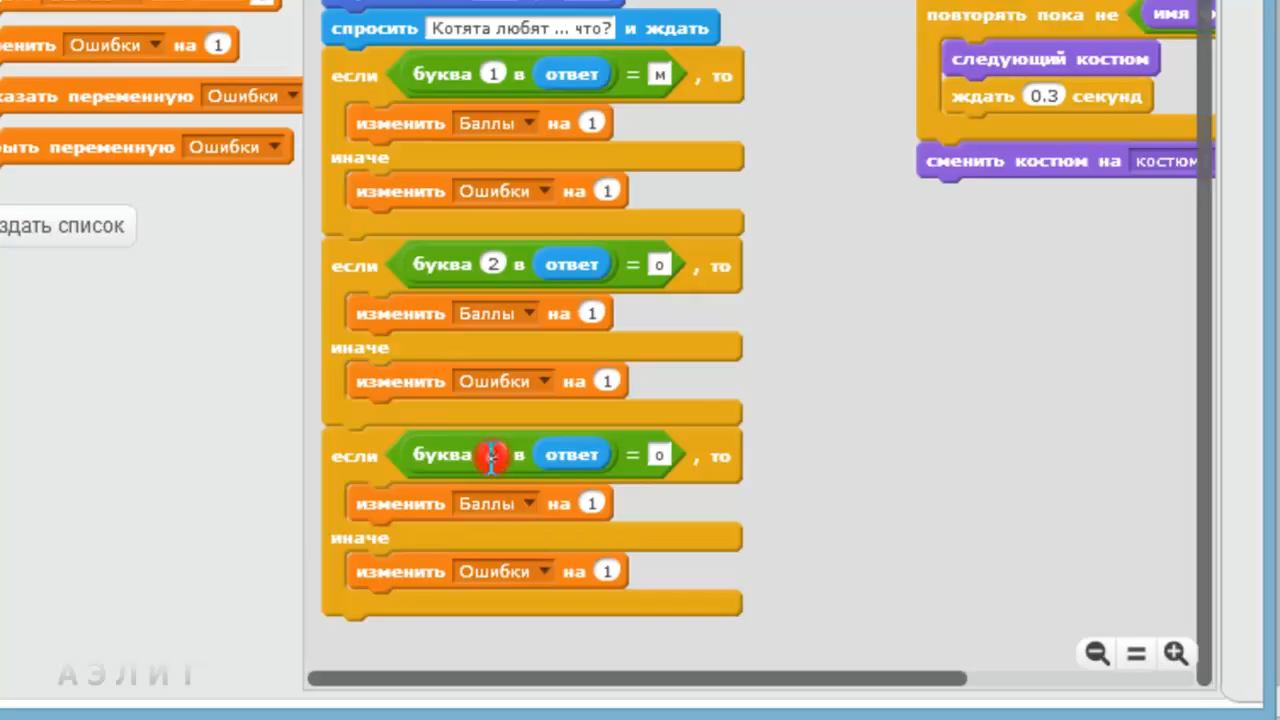 енить Ошибки на 1
казать переменную Ошибки
ыть переменную Ошибки
здать список
спросить Котята любят ... что? и ждать
если буква 1 в ответ = м , то
изменить Баллы на 1
иначе
изменить Ошибки на 1
если буква 2 в ответ = о , то
изменить Баллы на 1
иначе
изменить Ошибки на 1
если буква в ответ = о , то
изменить Баллы на 1
иначе
изменить Ошибки на 1
повторять пока не имя
следующий костюм
ждать 0.3 секунд
сменить костюм на костюм
АЭЛИТ